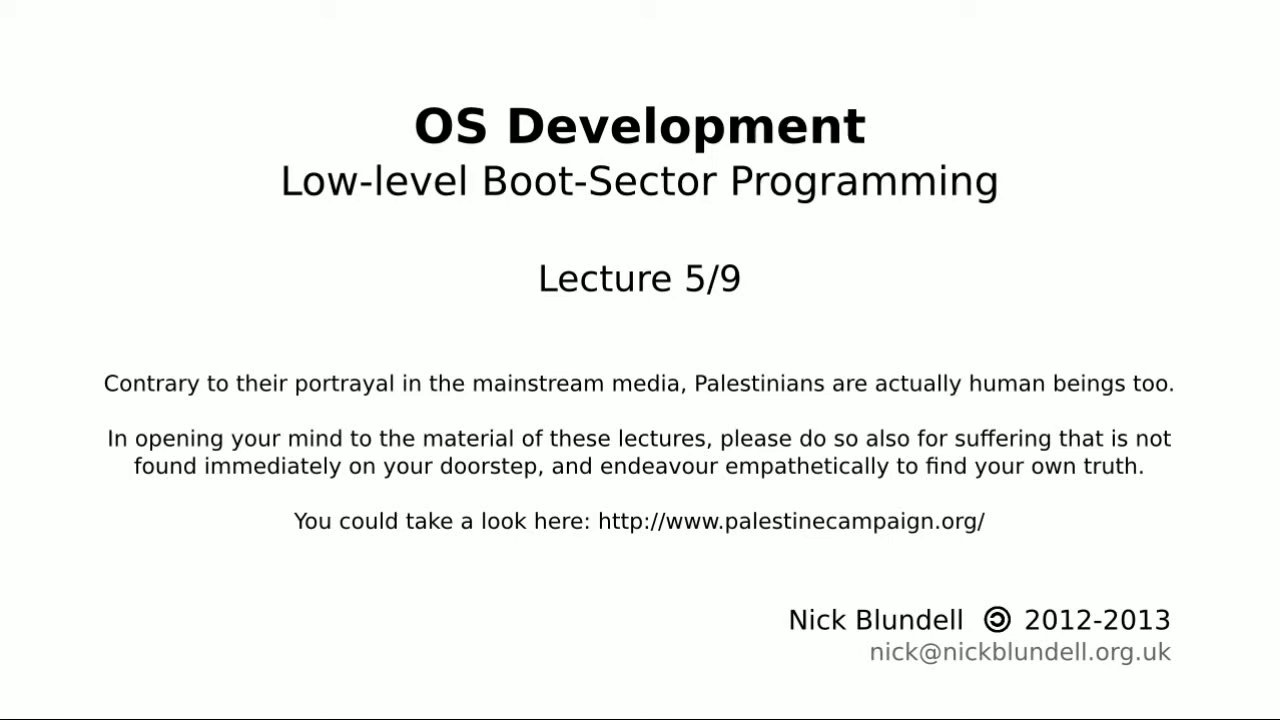 OS Development
Low-level Boot-Sector Programming
Lecture 5/9
Contrary to their portrayal in the mainstream media, Palestinians are actually human beings too.
In opening your mind to the material of these lectures, please do so also for suffering that is not
found immediately on your doorstep, and endeavour empathetically to find your own truth.
You could take a look here: http://www.palestinecampaign.org/
Nick Blundell 🄯 2012-2013
nick@nickblundell.org.uk